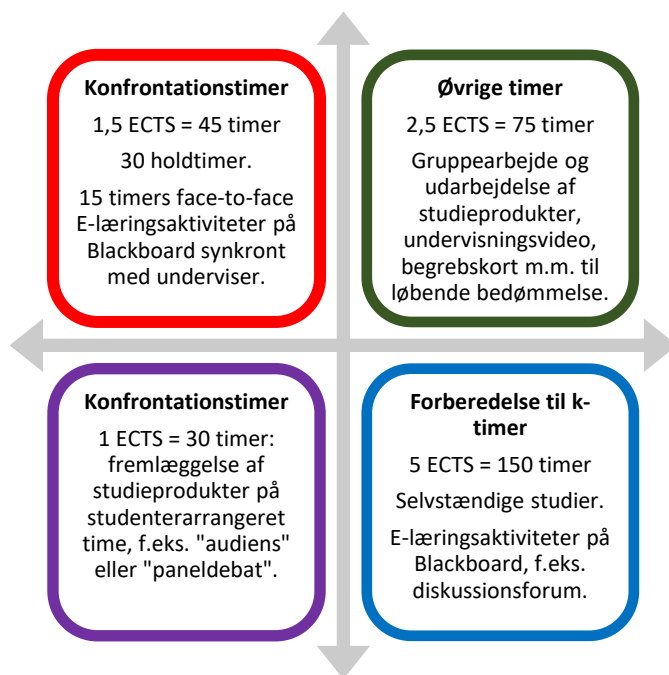 Konfrontationstimer
1,5 ECTS = 45 timer
30 holdtimer.
15 timers face-to-face
E-læringsaktiviteter på
Blackboard synkront
med underviser.
Øvrige timer
2,5 ECTS = 75 timer
Gruppearbejde og
udarbejdelse af
studieprodukter,
undervisningsvideo,
begrebskort m.m. til
løbende bedømmelse.
Konfrontationstimer
1 ECTS = 30 timer:
fremlæggelse af
studieprodukter på
studenterarrangeret
time, f.eks. "audiens"
eller "paneldebat".
Forberedelse til k-
timer
5 ECTS = 150 timer
Selvstændige studier.
E-læringsaktiviteter på
Blackboard, f.eks.
diskussionsforum.